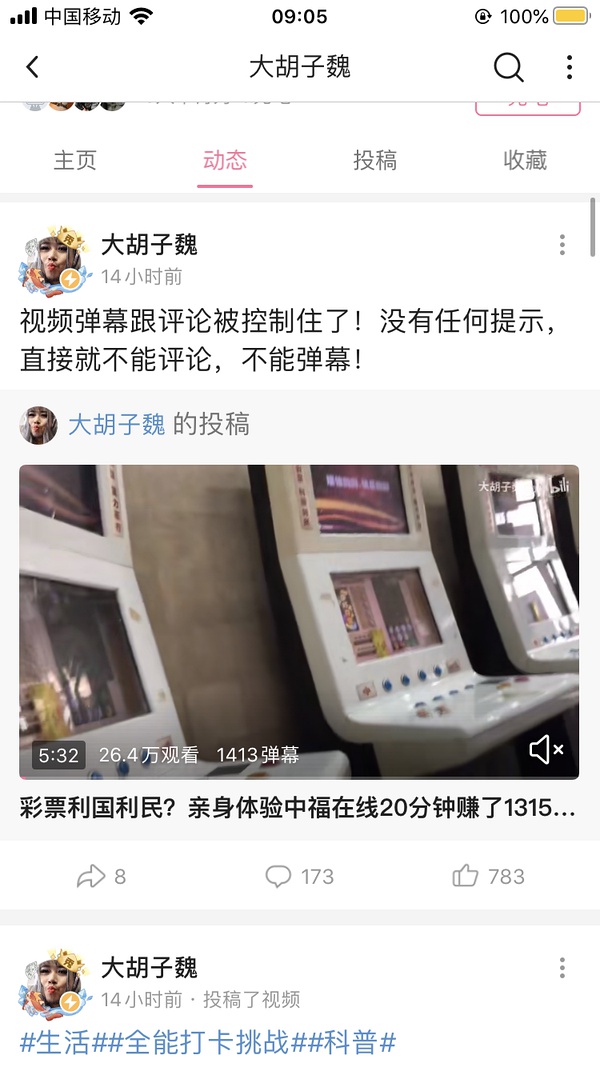 中国移动
09:05
100%
大胡子魏
主页
动态
投稿
收藏
大胡子魏
14小时前
视频弹幕跟评论被控制住了！没有任何提示，
直接就不能评论，不能弹幕！
大胡子魏 的投稿
5:32
26.4万观看
1413弹幕
彩票利国利民？亲身体验中福在线20分钟赚了1315...
8
173
783
大胡子魏
14小时前 · 投稿了视频
#生活##全能打卡挑战##科普#